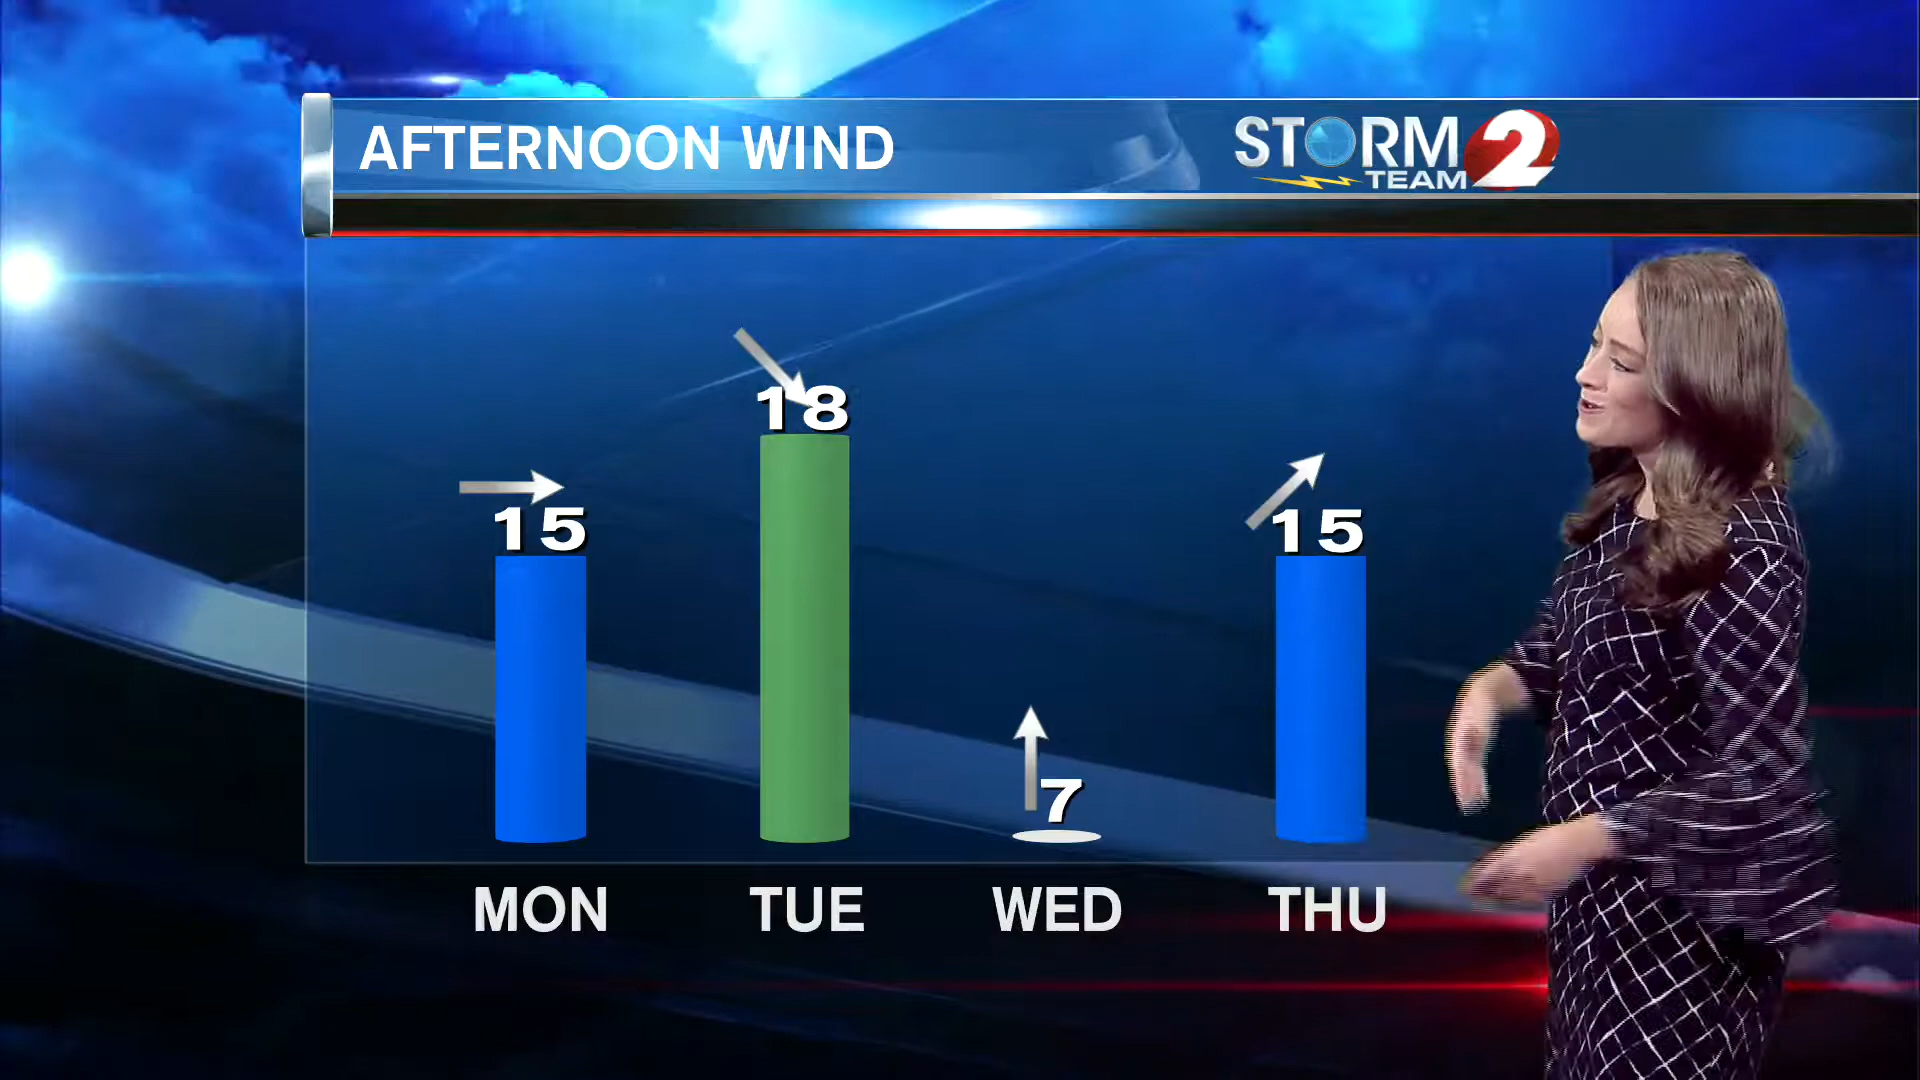 AFTERNOON WIND
STORM 2
TEAM
18
15
15
7
MON TUE WED THU